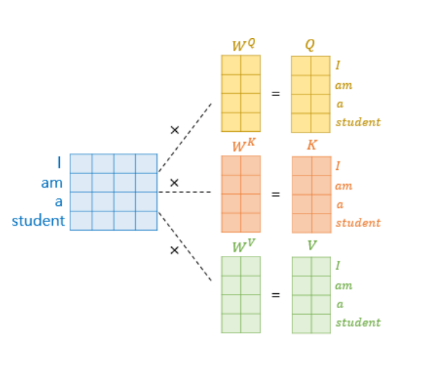 I
am
a
student
×
×
×
W^Q
=
Q
I
am
a
student
W^K
=
K
I
am
a
student
W^V
=
V
I
am
a
student